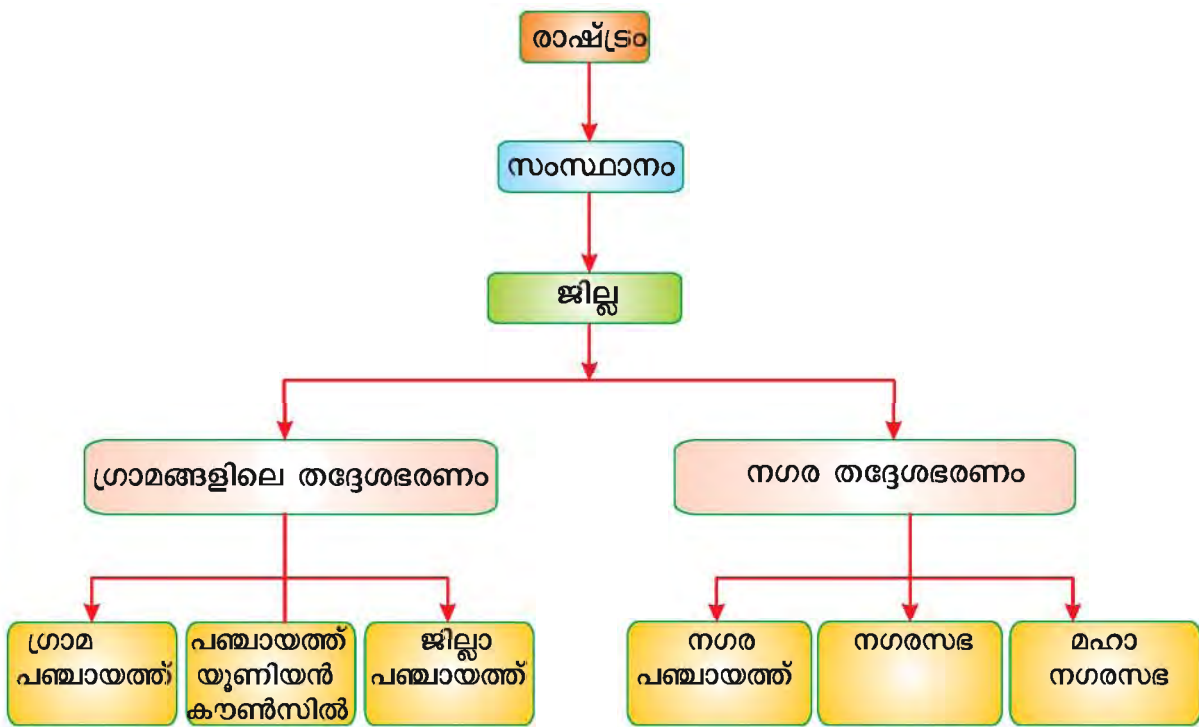 രാഷ്ട്രം
സംസ്ഥാനം
ജില്ല
ഗ്രാമങ്ങളിലെ തദ്ദേശഭരണം
നഗര തദ്ദേശഭരണം
ഗ്രാമ
പഞ്ചായത്ത്
പഞ്ചായത്ത്
യൂണിയൻ
കൗൺസിൽ
ജില്ലാ
പഞ്ചായത്ത്
നഗര
പഞ്ചായത്ത്
നഗരസഭ
മഹാ
നഗരസഭ